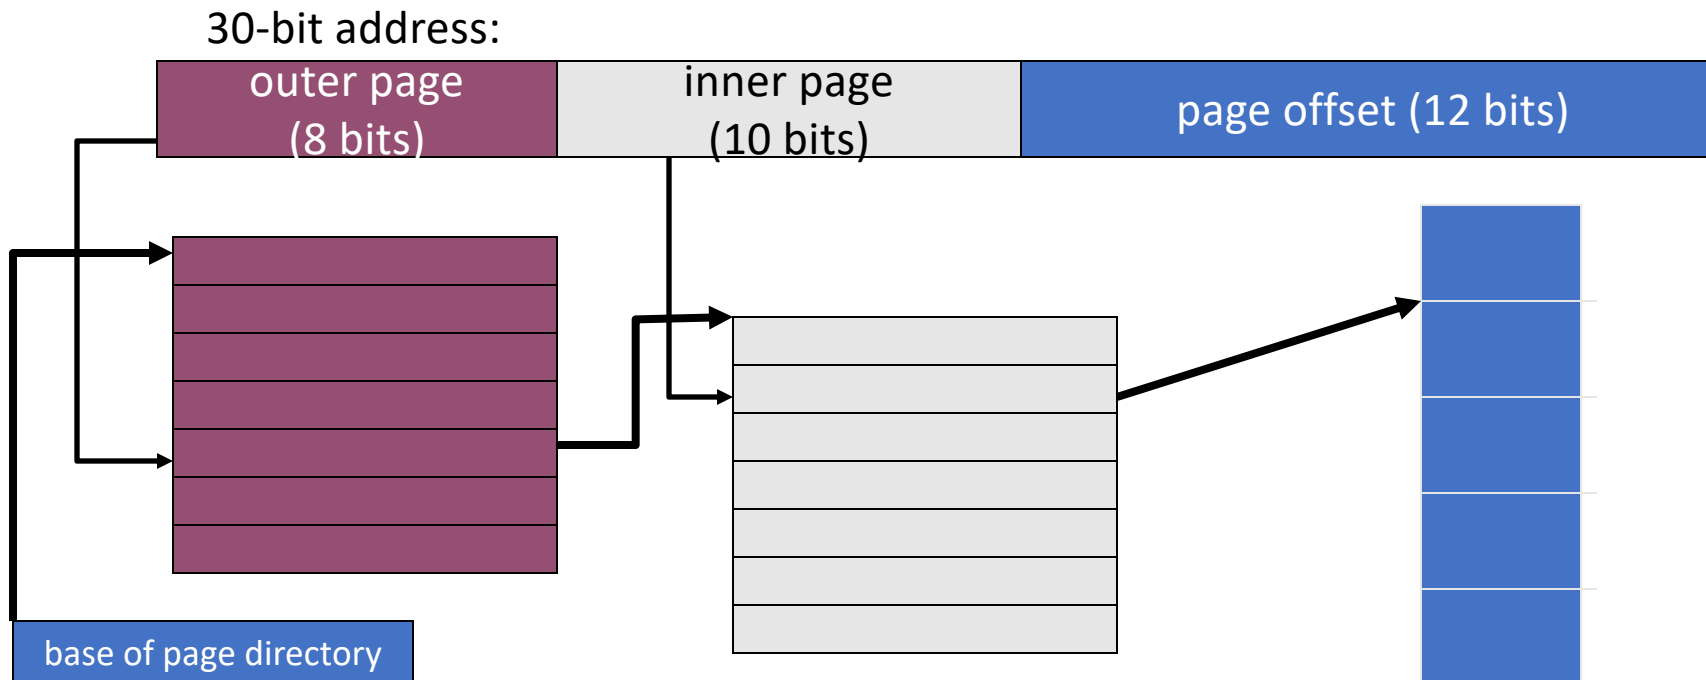 30-bit address:
outer page
(8 bits)
inner page
(10 bits)
page offset (12 bits)
base of page directory